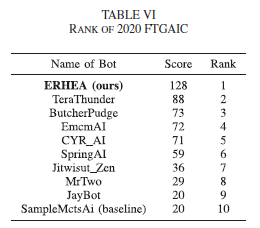 TABLE VI
RANK OF 2020 FTGAIC
Name of Bot Score Rank
ERHEA (ours) 128 1
TeraThunder 88 2
ButcherPudge 73 3
EmcmAI 72 4
CYR_AI 71 5
SpringAI 59 6
Jitwisut_Zen 36 7
MrTwo 29 8
JayBot 20 9
SampleMctsAi (baseline) 20 10